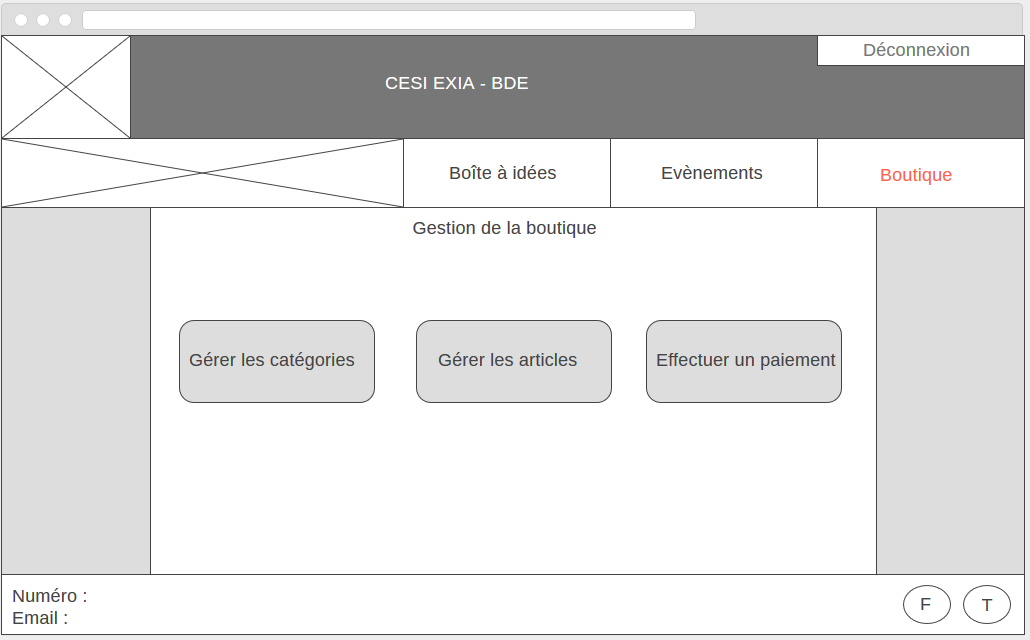 Déconnexion
CESI EXIA - BDE
Boîte à idées
Evènements
Boutique
Gestion de la boutique
Gérer les catégories
Gérer les articles
Effectuer un paiement
Numéro :
Email :
F
T